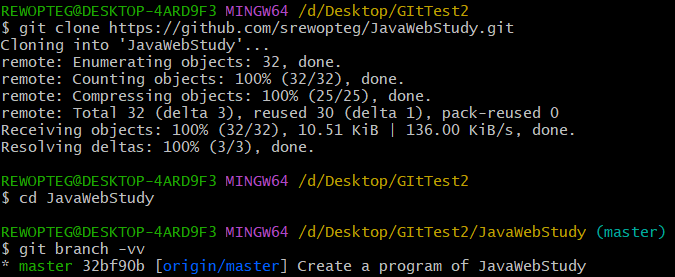 REWOPTEG@DESKTOP-4ARD9F3 MINGW64 /d/Desktop/GItTest2
$ git clone https://github.com/srewopteg/JavaWebStudy.git
Cloning into 'JavaWebStudy'...
remote: Enumerating objects: 32, done.
remote: Counting objects: 100% (32/32), done.
remote: Compressing objects: 100% (25/25), done.
remote: Total 32 (delta 3), reused 30 (delta 1), pack-reused 0
Receiving objects: 100% (32/32), 10.51 KiB | 136.00 KiB/s, done.
Resolving deltas: 100% (3/3), done.
REWOPTEG@DESKTOP-4ARD9F3 MINGW64 /d/Desktop/GItTest2
$ cd JavaWebStudy
REWOPTEG@DESKTOP-4ARD9F3 MINGW64 /d/Desktop/GItTest2/JavaWebStudy (master)
$ git branch -vv
* master 32bf90b [origin/master] Create a program of JavaWebStudy